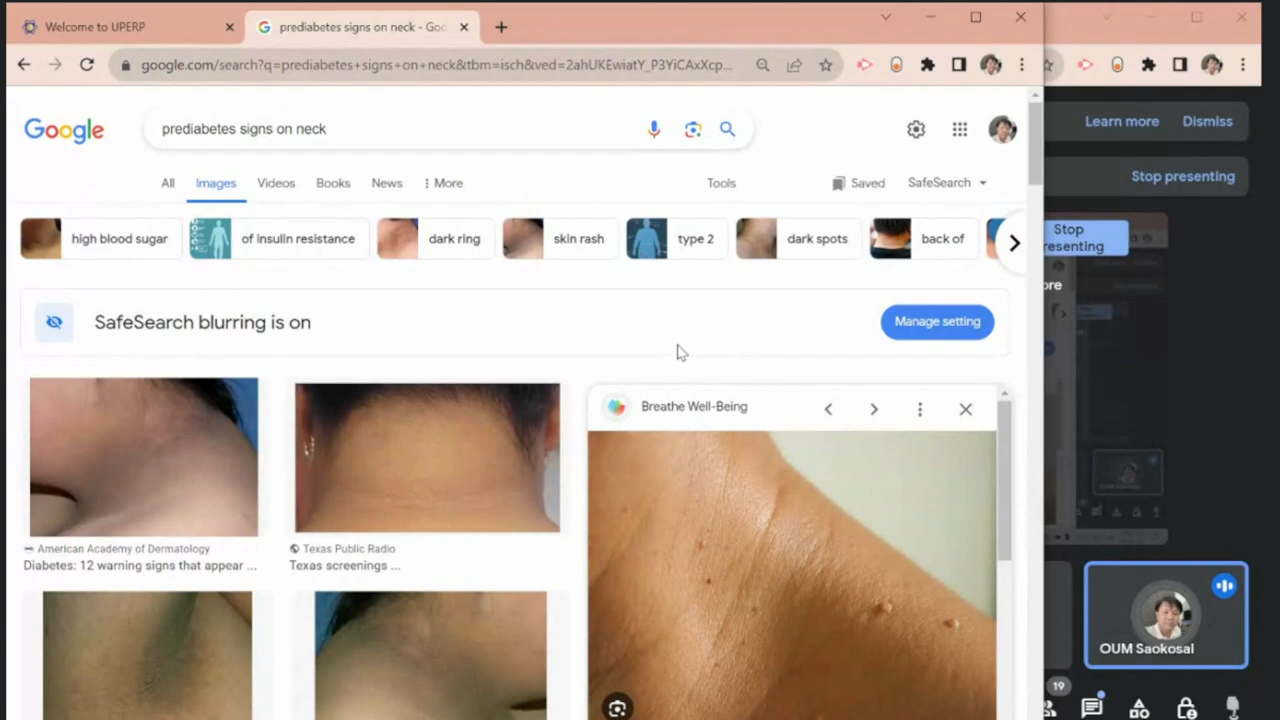 Welcome to UPERP
prediabetes signs on neck - Goo
google.com/search?q=prediabetes+signs+on+neck&tbm=isch&ved=2ahUKEwiatY_P3YiCAxXcp...
Google
prediabetes signs on neck
All Images Videos Books News More Tools Saved SafeSearch
high blood sugar
of insulin resistance
dark ring
skin rash
type 2
dark spots
back of
SafeSearch blurring is on
Manage setting
American Academy of Dermatology
Diabetes: 12 warning signs that appear ...
Texas Public Radio
Texas screenings ...
Breathe Well-Being
Learn more Dismiss
Stop presenting
Stop
resenting
ore
OUM Saokosal
19